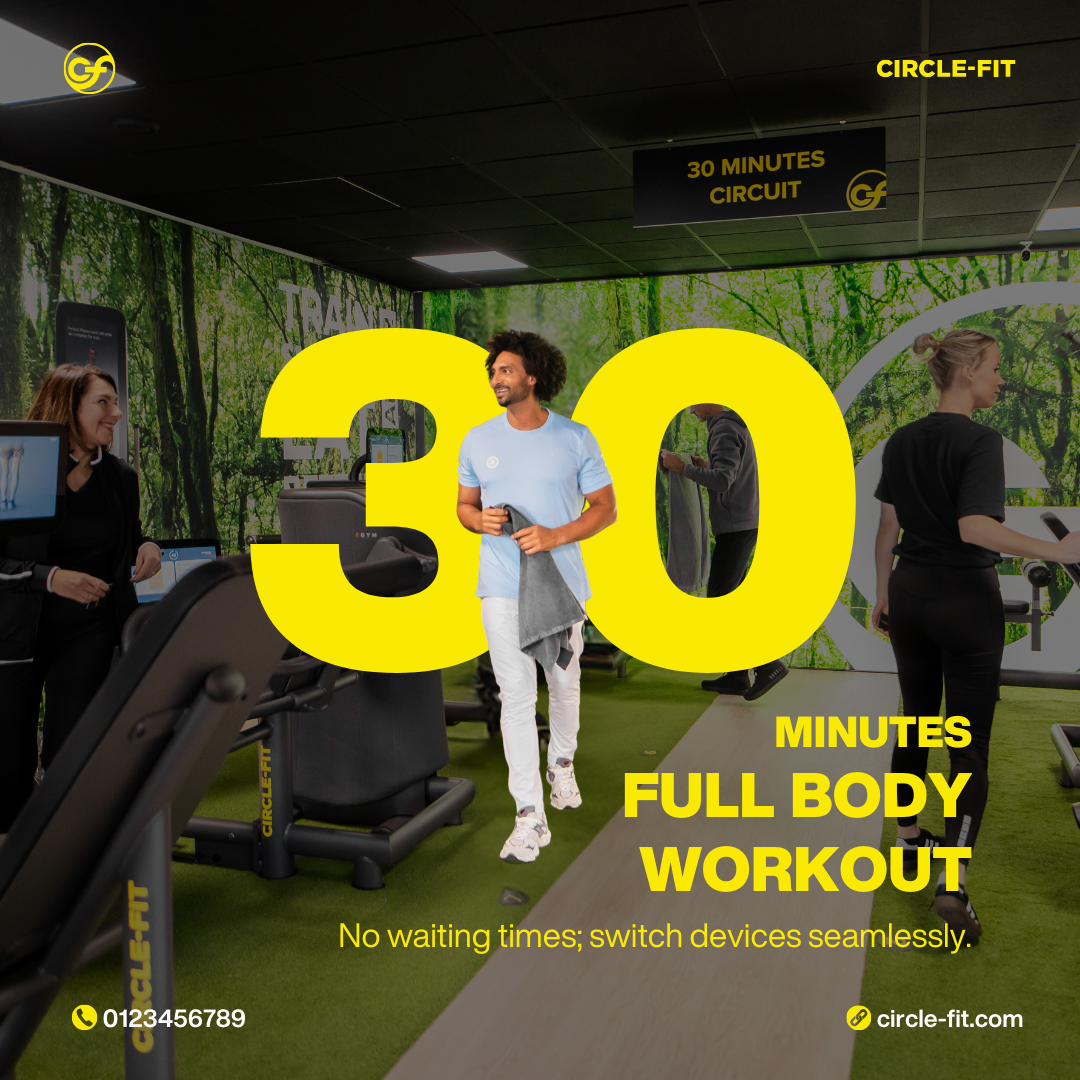 CIRCLE-FIT
30 MINUTES
CIRCUIT
30
EGYM
MINUTES
FULL BODY
WORKOUT
No waiting times; switch devices seamlessly.
CIRCLE-FIT
CIRCLE-FIT
0123456789
circle-fit.com